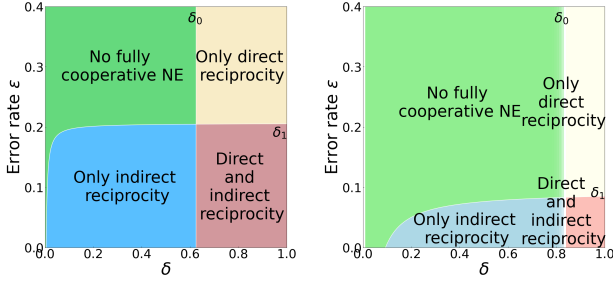 δ0
0.4
No fully
cooperative NE
Only direct
reciprocity
0.3
Error rate ε
0.2
δ1
Only indirect
reciprocity
Direct
and
indirect
reciprocity
0.1
0.0
0.0
0.2
0.4
0.6
0.8
1.0
δ
δ0
0.4
No fully
cooperative NE
Only
direct
reciprocity
0.3
Error rate ε
0.2
0.1
Direct
and
indirect
reciprocity
δ1
Only indirect
reciprocity
0.0
0.0
0.2
0.4
0.6
0.8
1.0
δ